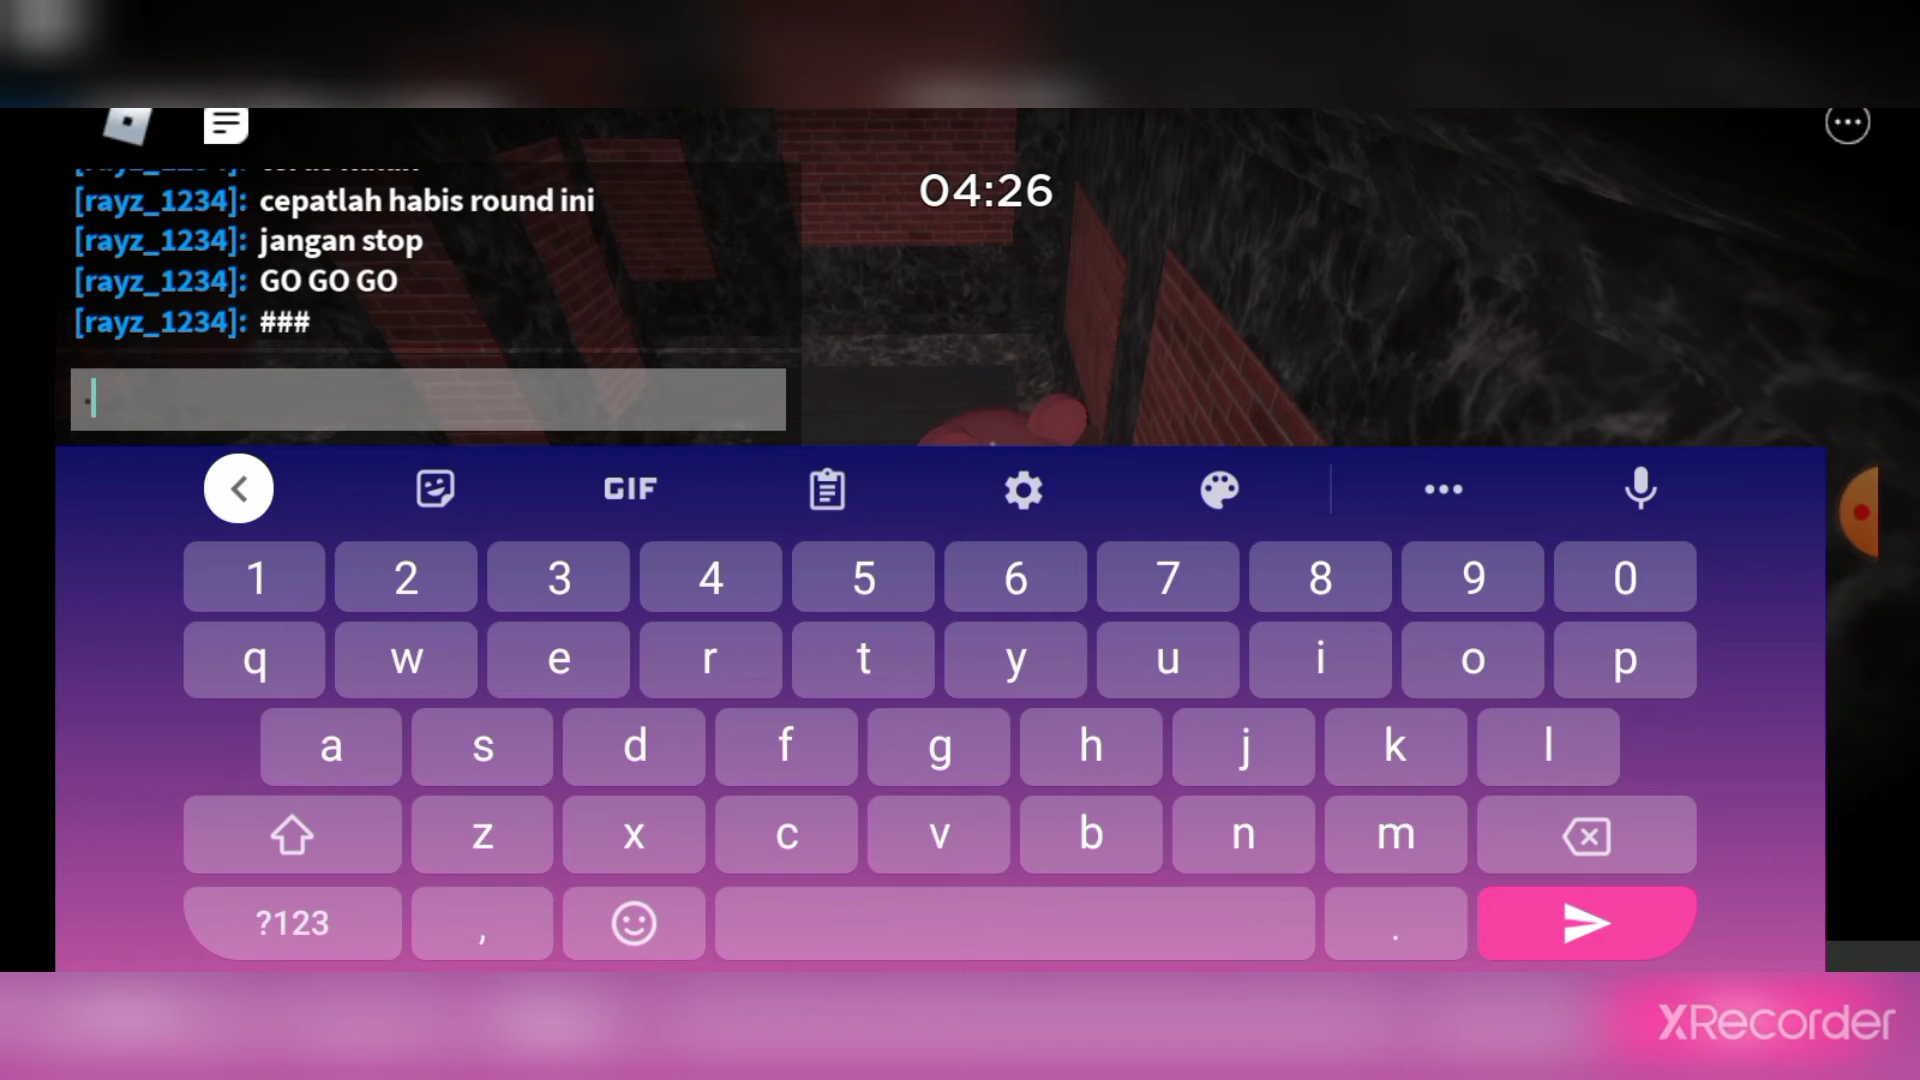 [rayz_1234]:
[rayz_1234]: cepatlah habis round ini
[rayz_1234]: jangan stop
[rayz_1234]: GO GO GO
[rayz_1234]: ###
04:26
.
GIF
1 2 3 4 5 6 7 8 9 0
q w e r t y u i o p
a s d f g h j k l
z x c v b n m
?123 , .
XRecorder